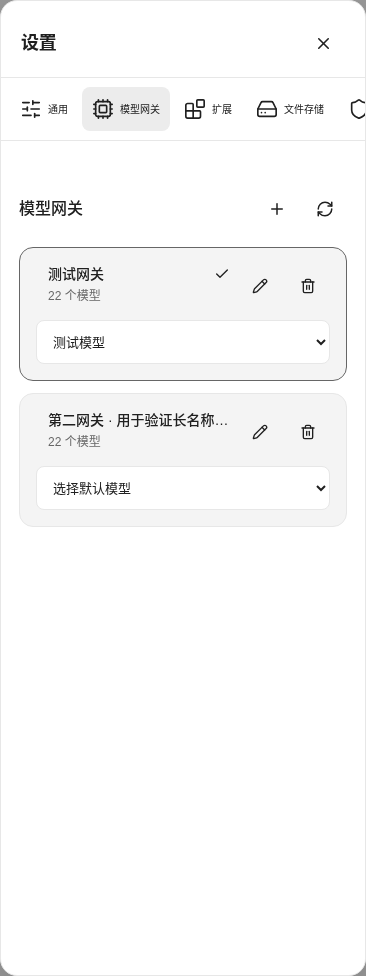 设置
通用
模型网关
扩展
文件存储
模型网关
测试网关
22 个模型
测试模型
第二网关 · 用于验证长名称…
22 个模型
选择默认模型